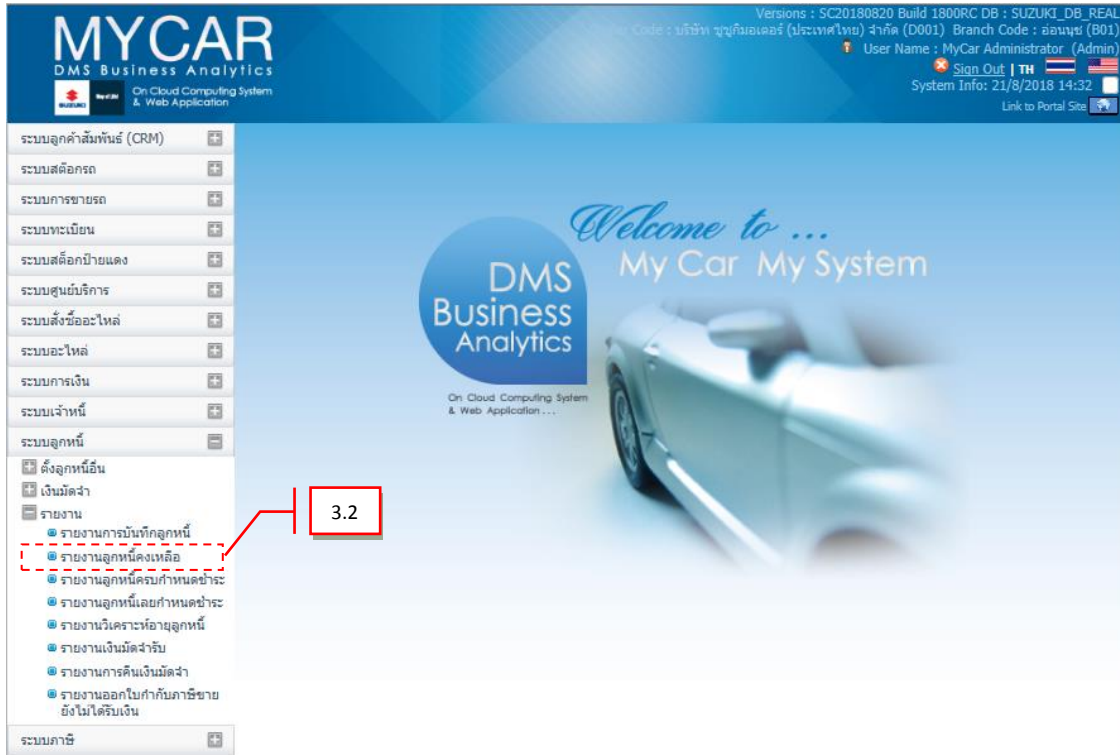 MYCAR
DMS Business Analytics
On Cloud Computing System
& Web Application
SUZUKI
Way of Life!
Versions : SC20180820 Build 1800RC DB : SUZUKI_DB_REAL
Code : บริษัท ซูซูกิมอเตอร์ (ประเทศไทย) จำกัด (D001) Branch Code : อ่อนนุช (B01)
User Name : MyCar Administrator (Admin)
Sign Out | TH
System Info: 21/8/2018 14:32
Link to Portal Site
ระบบลูกค้าสัมพันธ์ (CRM)
ระบบสต๊อกรถ
ระบบการขายรถ
ระบบทะเบียน
ระบบสต็อกป้ายแดง
ระบบศูนย์บริการ
ระบบสั่งซื้ออะไหล่
ระบบอะไหล่
ระบบการเงิน
ระบบเจ้าหนี้
ระบบลูกหนี้
ตั้งลูกหนี้อื่น
เงินมัดจำ
รายงาน
รายงานการบันทึกลูกหนี้
รายงานลูกหนี้คงเหลือ
รายงานลูกหนี้ครบกำหนดชำระ
รายงานลูกหนี้เลยกำหนดชำระ
รายงานวิเคราะห์อายุลูกหนี้
รายงานเงินมัดจำรับ
รายงานการคืนเงินมัดจำ
รายงานออกใบกำกับภาษีขาย
ยังไม่ได้รับเงิน
ระบบภาษี
3.2
Welcome to ...
My Car My System
DMS
Business
Analytics
On Cloud Computing System
& Web Application ...